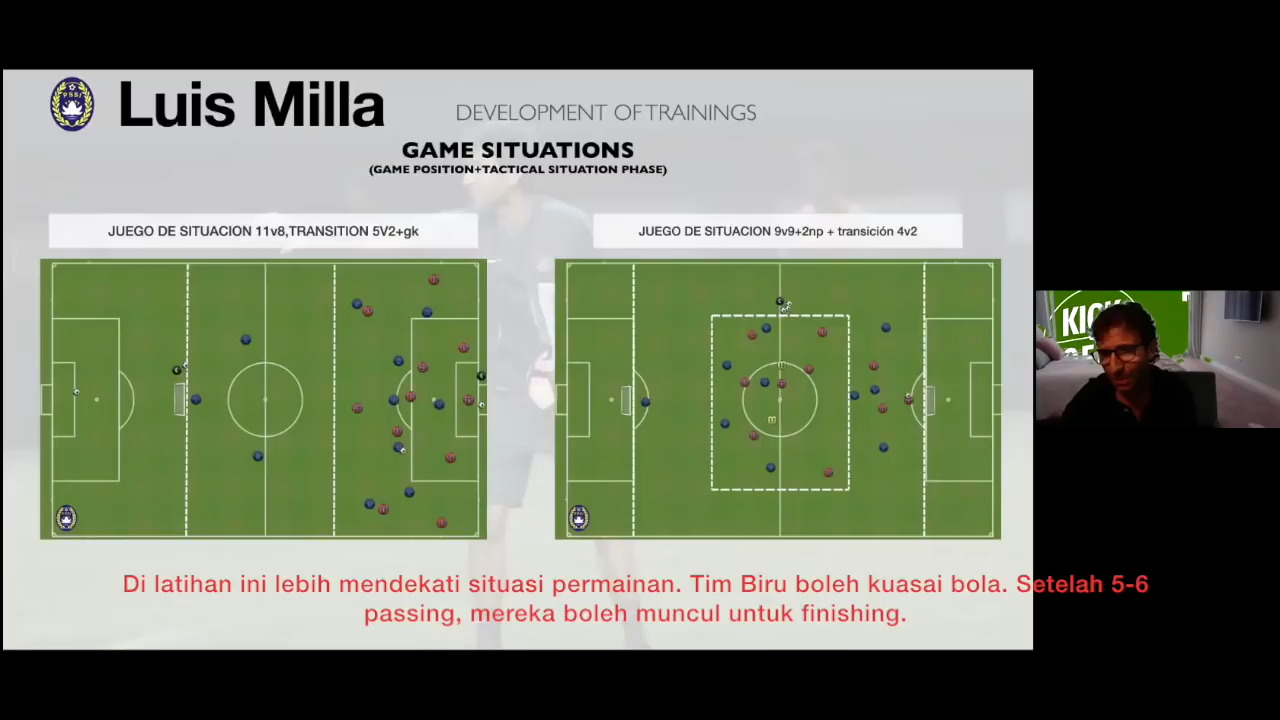 PSSI
Luis Milla
DEVELOPMENT OF TRAININGS
GAME SITUATIONS
(GAME POSITION+TACTICAL SITUATION PHASE)
JUEGO DE SITUACION 11v8,TRANSITION 5V2+gk
JUEGO DE SITUACION 9v9+2np + transición 4v2
KICK
Di latihan ini lebih mendekati situasi permainan. Tim Biru boleh kuasai bola. Setelah 5-6
passing, mereka boleh muncul untuk finishing.